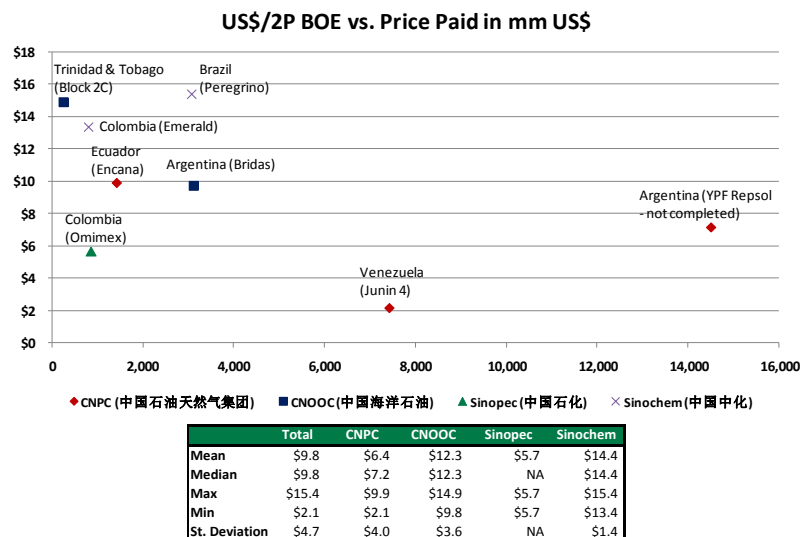 US$/2P BOE vs. Price Paid in mm US$
$18
$16
$14
$12
$10
$8
$6
$4
$2
$0
Trinidad & Tobago
(Block 2C)
Brazil
(Peregrino)
Colombia (Emerald)
Ecuador
(Encana)
Argentina (Bridas)
Argentina (YPF Repsol
- not completed)
Colombia
(Omimex)
Venezuela
(Junin 4)
0 2,000 4,000 6,000 8,000 10,000 12,000 14,000 16,000
CNPC (中国石油天然气集团) CNOOC (中国海洋石油) Sinopec (中国石化) Sinochem (中国中化)
Total CNPC CNOOC Sinopec Sinochem
Mean $9.8 $6.4 $12.3 $5.7 $14.4
Median $9.8 $7.2 $12.3 NA $14.4
Max $15.4 $9.9 $14.9 $5.7 $15.4
Min $2.1 $2.1 $9.8 $5.7 $13.4
St. Deviation $4.7 $4.0 $3.6 NA $1.4